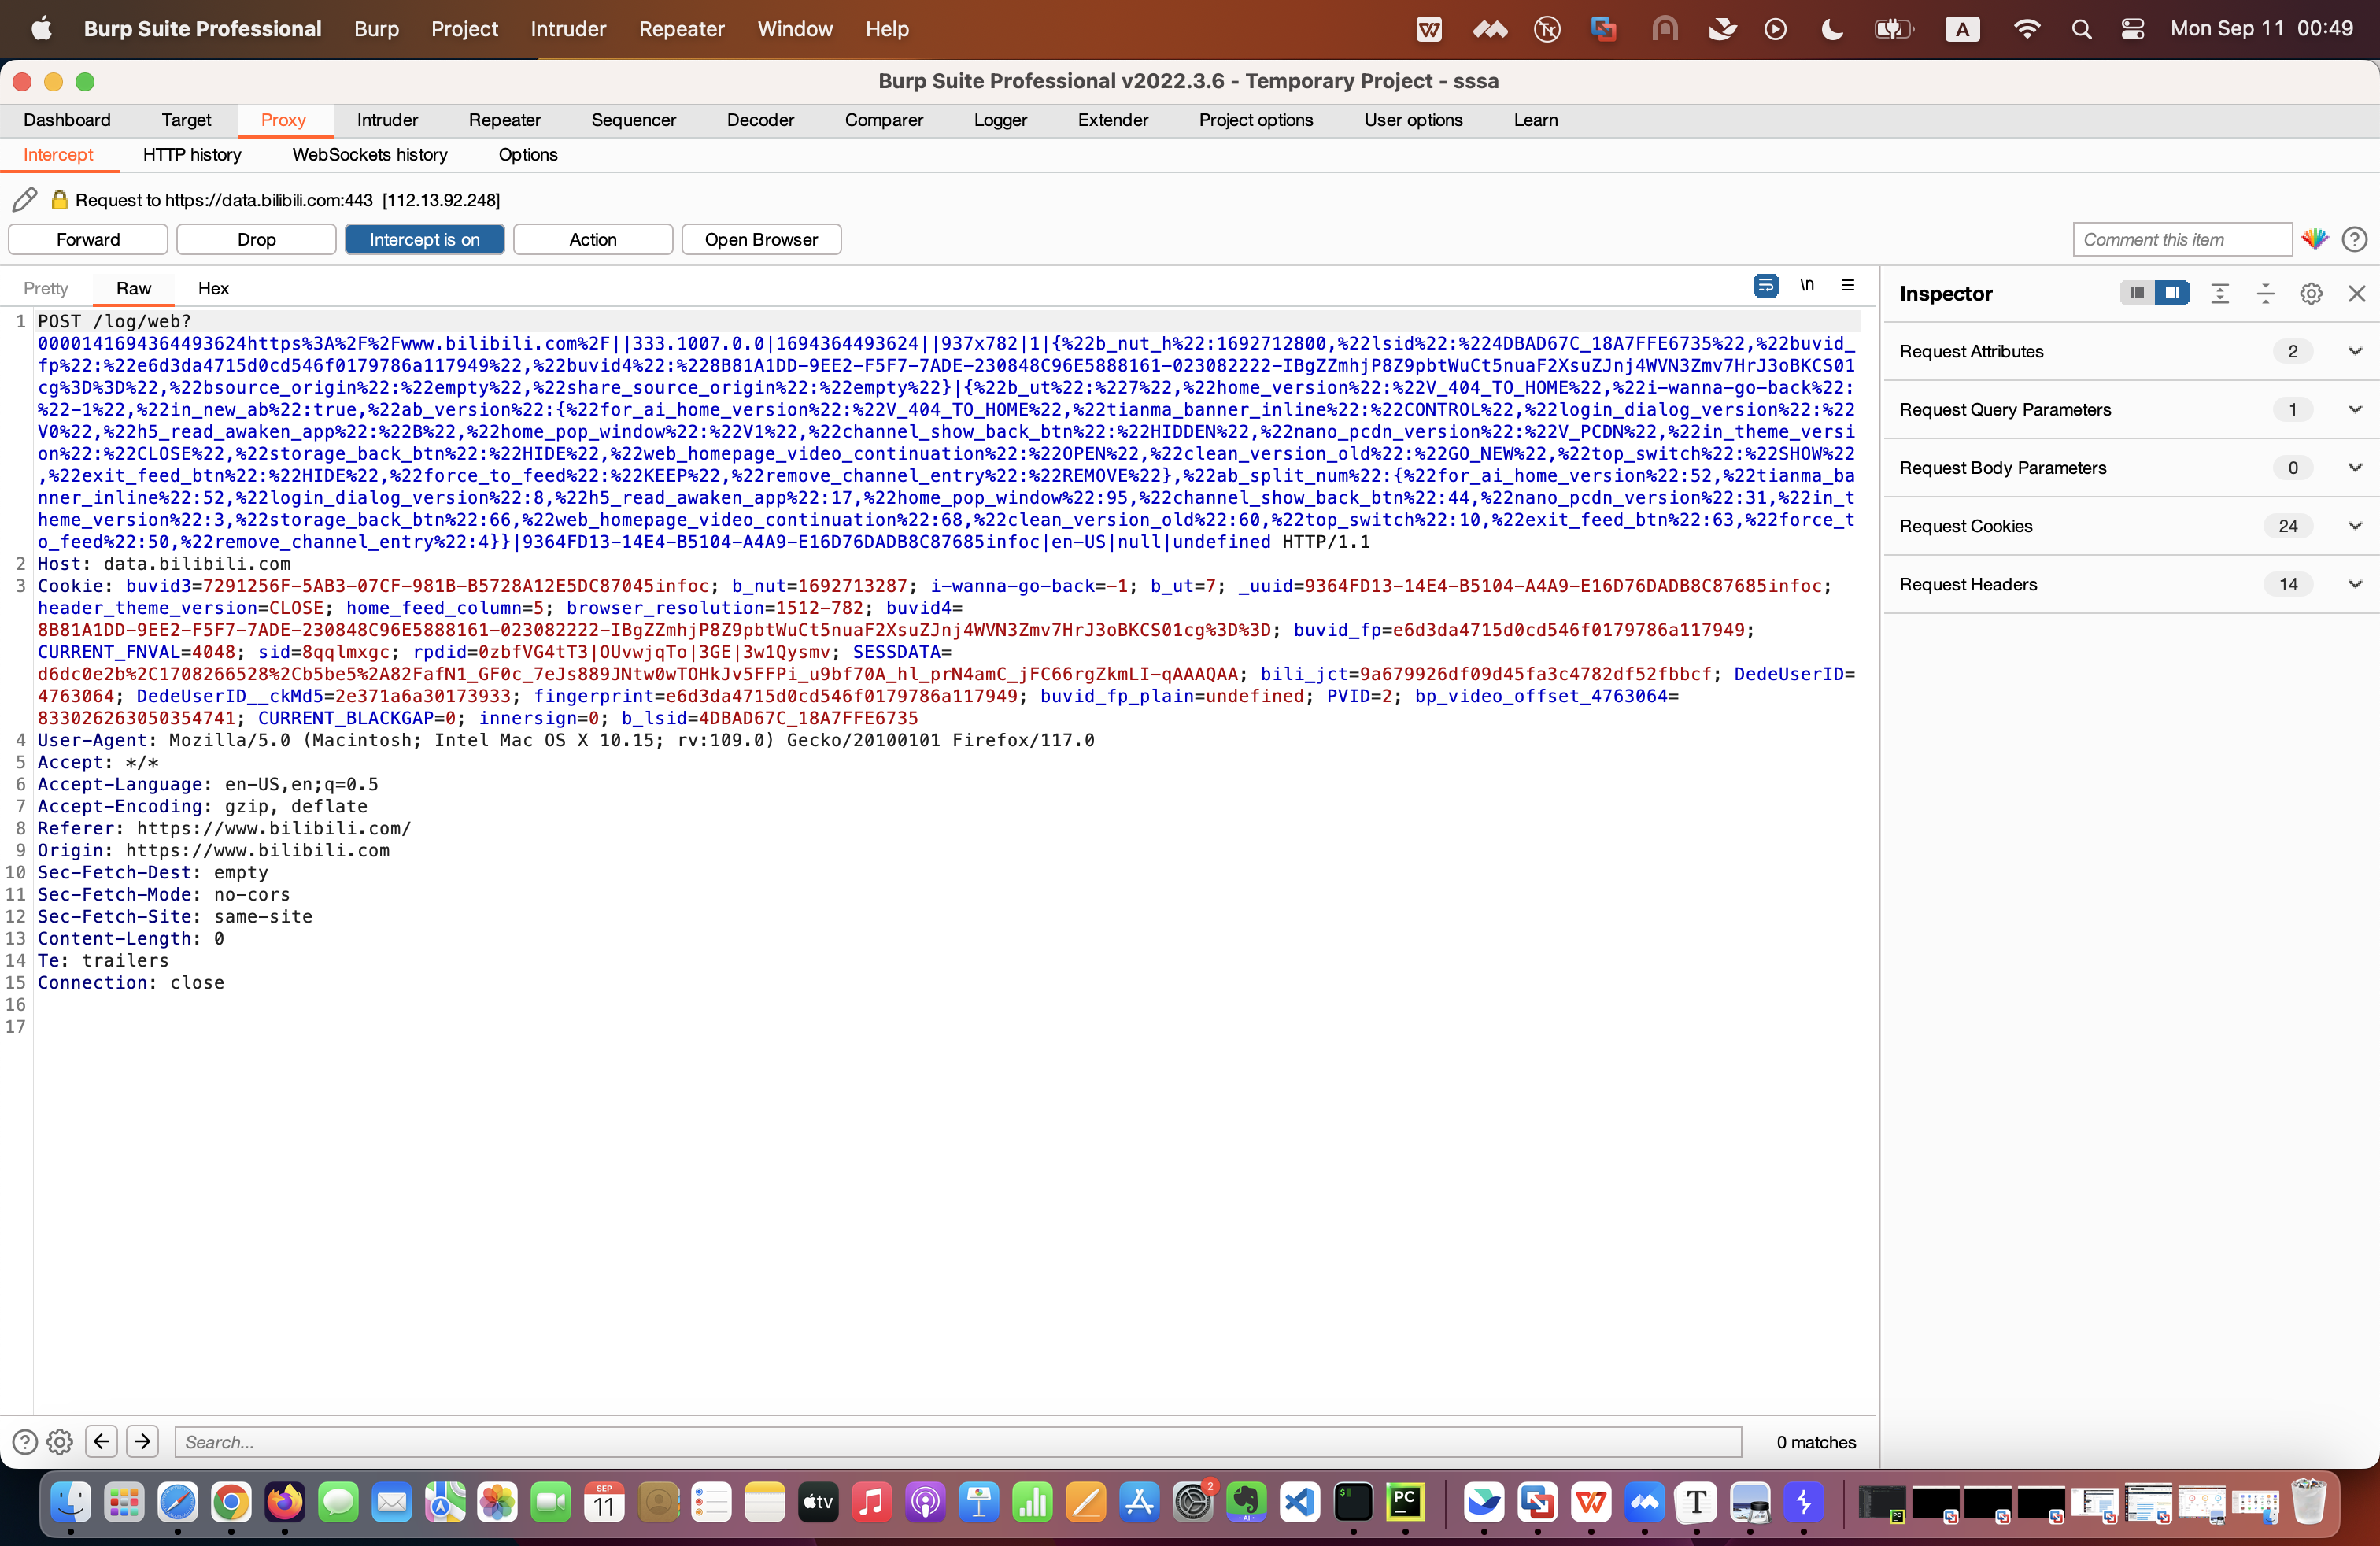 Burp Suite Professional Burp Project Intruder Repeater Window Help A Mon Sep 11 00:49
Burp Suite Professional v2022.3.6 - Temporary Project - sssa
Dashboard Target Proxy Intruder Repeater Sequencer Decoder Comparer Logger Extender Project options User options Learn
Intercept HTTP history WebSockets history Options
Request to https://data.bilibili.com:443 [112.13.92.248]
Forward Drop Intercept is on Action Open Browser Comment this item
Pretty Raw Hex \n
1 POST /log/web?
0000141694364493624https%3A%2F%2Fwww.bilibili.com%2F||333.1007.0.0|1694364493624||937x782|1|{%22b_nut_h%22:1692712800,%22lsid%22:%224DBAD67C_18A7FFE6735%22,%22buvid_
fp%22:%22e6d3da4715d0cd546f0179786a117949%22,%22buvid4%22:%228B81A1DD-9EE2-F5F7-7ADE-230848C96E5888161-023082222-IBgZZmhjP8Z9pbtWuCt5nuaF2XsuZJnj4WVN3Zmv7HrJ3oBKCS01
cg%3D%3D%22,%22bsource_origin%22:%22empty%22,%22share_source_origin%22:%22empty%22}|{%22b_ut%22:%227%22,%22home_version%22:%22V_404_TO_HOME%22,%22i-wanna-go-back%22:
%22-1%22,%22in_new_ab%22:true,%22ab_version%22:{%22for_ai_home_version%22:%22V_404_TO_HOME%22,%22tianma_banner_inline%22:%22CONTROL%22,%22login_dialog_version%22:%22
V0%22,%22h5_read_awaken_app%22:%22B%22,%22home_pop_window%22:%22V1%22,%22channel_show_back_btn%22:%22HIDDEN%22,%22nano_pcdn_version%22:%22V_PCDN%22,%22in_theme_versi
on%22:%22CLOSE%22,%22storage_back_btn%22:%22HIDE%22,%22web_homepage_video_continuation%22:%22OPEN%22,%22clean_version_old%22:%22GO_NEW%22,%22top_switch%22:%22SHOW%22
,%22exit_feed_btn%22:%22HIDE%22,%22force_to_feed%22:%22KEEP%22,%22remove_channel_entry%22:%22REMOVE%22},%22ab_split_num%22:{%22for_ai_home_version%22:52,%22tianma_ba
nner_inline%22:52,%22login_dialog_version%22:8,%22h5_read_awaken_app%22:17,%22home_pop_window%22:95,%22channel_show_back_btn%22:44,%22nano_pcdn_version%22:31,%22in_t
heme_version%22:3,%22storage_back_btn%22:66,%22web_homepage_video_continuation%22:68,%22clean_version_old%22:60,%22top_switch%22:10,%22exit_feed_btn%22:63,%22force_t
o_feed%22:50,%22remove_channel_entry%22:4}}|9364FD13-14E4-B5104-A4A9-E16D76DADB8C87685infoc|en-US|null|undefined HTTP/1.1
2 Host: data.bilibili.com
3 Cookie: buvid3=7291256F-5AB3-07CF-981B-B5728A12E5DC87045infoc; b_nut=1692713287; i-wanna-go-back=-1; b_ut=7; _uuid=9364FD13-14E4-B5104-A4A9-E16D76DADB8C87685infoc;
header_theme_version=CLOSE; home_feed_column=5; browser_resolution=1512-782; buvid4=
8B81A1DD-9EE2-F5F7-7ADE-230848C96E5888161-023082222-IBgZZmhjP8Z9pbtWuCt5nuaF2XsuZJnj4WVN3Zmv7HrJ3oBKCS01cg%3D%3D; buvid_fp=e6d3da4715d0cd546f0179786a117949;
CURRENT_FNVAL=4048; sid=8qqlmxgc; rpdid=0zbfVG4tT3|OUvwjqTo|3GE|3w1Qysmv; SESSDATA=
d6dc0e2b%2C1708266528%2Cb5be5%2A82FafN1_GF0c_7eJs889JNtw0wTOHkJv5FFPi_u9bf70A_hl_prN4amC_jFC66rgZkmLI-qAAAQAA; bili_jct=9a679926df09d45fa3c4782df52fbbcf; DedeUserID=
4763064; DedeUserID__ckMd5=2e371a6a30173933; fingerprint=e6d3da4715d0cd546f0179786a117949; buvid_fp_plain=undefined; PVID=2; bp_video_offset_4763064=
833026263050354741; CURRENT_BLACKGAP=0; innersign=0; b_lsid=4DBAD67C_18A7FFE6735
4 User-Agent: Mozilla/5.0 (Macintosh; Intel Mac OS X 10.15; rv:109.0) Gecko/20100101 Firefox/117.0
5 Accept: */*
6 Accept-Language: en-US,en;q=0.5
7 Accept-Encoding: gzip, deflate
8 Referer: https://www.bilibili.com/
9 Origin: https://www.bilibili.com
10 Sec-Fetch-Dest: empty
11 Sec-Fetch-Mode: no-cors
12 Sec-Fetch-Site: same-site
13 Content-Length: 0
14 Te: trailers
15 Connection: close
16
17
Inspector
Request Attributes 2
Request Query Parameters 1
Request Body Parameters 0
Request Cookies 24
Request Headers 14
Search... 0 matches
SEP 11 tv 2 AI PC T